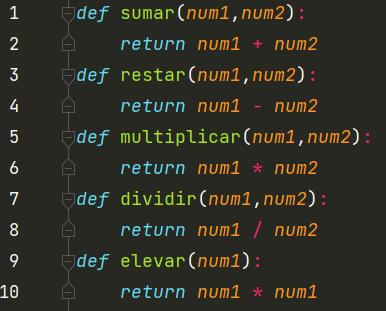 1 def sumar(num1,num2):
2 return num1 + num2
3 def restar(num1,num2):
4 return num1 - num2
5 def multiplicar(num1,num2):
6 return num1 * num2
7 def dividir(num1,num2):
8 return num1 / num2
9 def elevar(num1):
10 return num1 * num1